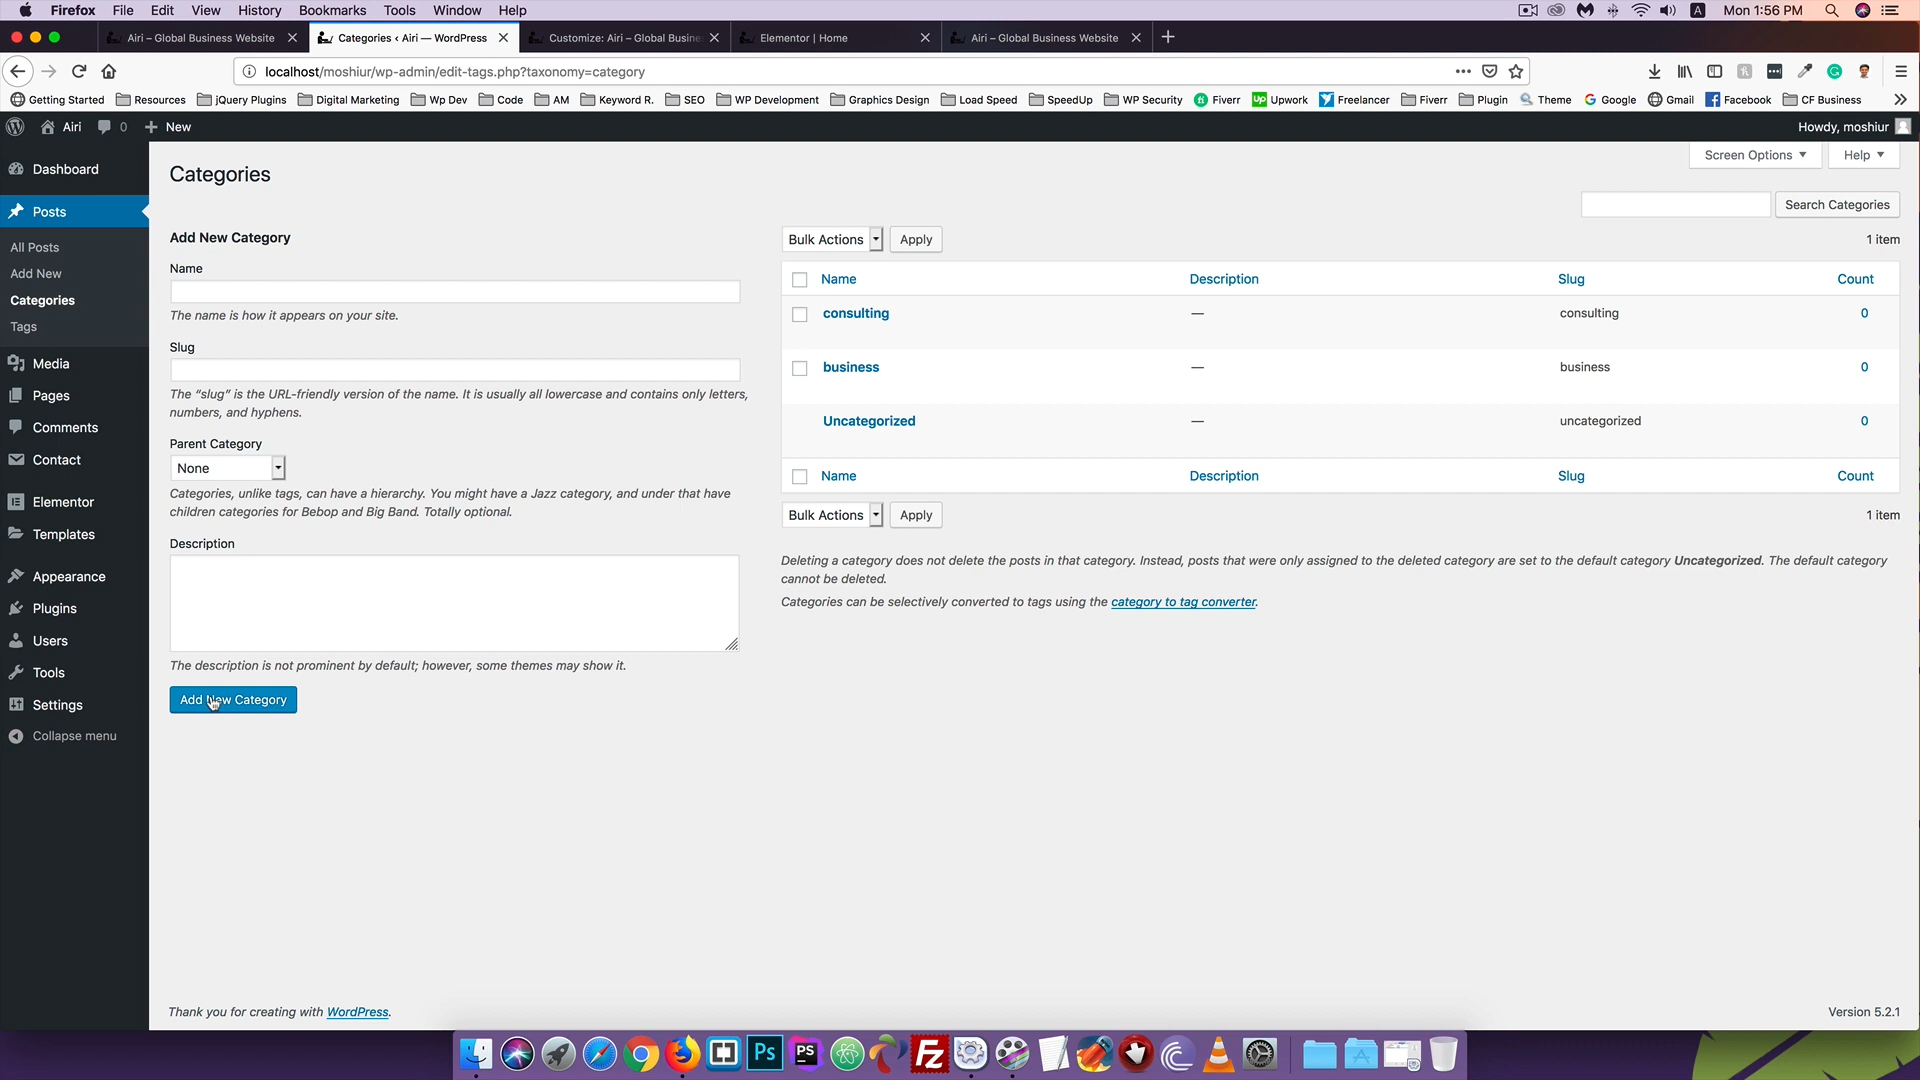 Firefox File Edit View History Bookmarks Tools Window Help A Mon 1:56 PM
Airi – Global Business Website Categories ‹ Airi — WordPress Customize: Airi – Global Busine Elementor | Home Airi – Global Business Website
localhost/moshiur/wp-admin/edit-tags.php?taxonomy=category
Getting Started Resources jQuery Plugins Digital Marketing Wp Dev Code AM Keyword R. SEO WP Development Graphics Design Load Speed SpeedUp WP Security Fiverr Upwork Freelancer Fiverr Plugin Theme Google Gmail Facebook CF Business
Airi 0 New Howdy, moshiur
Dashboard
Posts
All Posts
Add New
Categories
Tags
Media
Pages
Comments
Contact
Elementor
Templates
Appearance
Plugins
Users
Tools
Settings
Collapse menu
Screen Options Help
Categories
Search Categories
Add New Category
Name
The name is how it appears on your site.
Slug
The “slug” is the URL-friendly version of the name. It is usually all lowercase and contains only letters,
numbers, and hyphens.
Parent Category
None
Categories, unlike tags, can have a hierarchy. You might have a Jazz category, and under that have
children categories for Bebop and Big Band. Totally optional.
Description
The description is not prominent by default; however, some themes may show it.
Add New Category
Bulk Actions Apply 1 item
Name Description Slug Count
consulting — consulting 0
business — business 0
Uncategorized — uncategorized 0
Name Description Slug Count
Bulk Actions Apply 1 item
Deleting a category does not delete the posts in that category. Instead, posts that were only assigned to the deleted category are set to the default category Uncategorized. The default category
cannot be deleted.
Categories can be selectively converted to tags using the category to tag converter.
Thank you for creating with WordPress. Version 5.2.1
Ps PS FZ